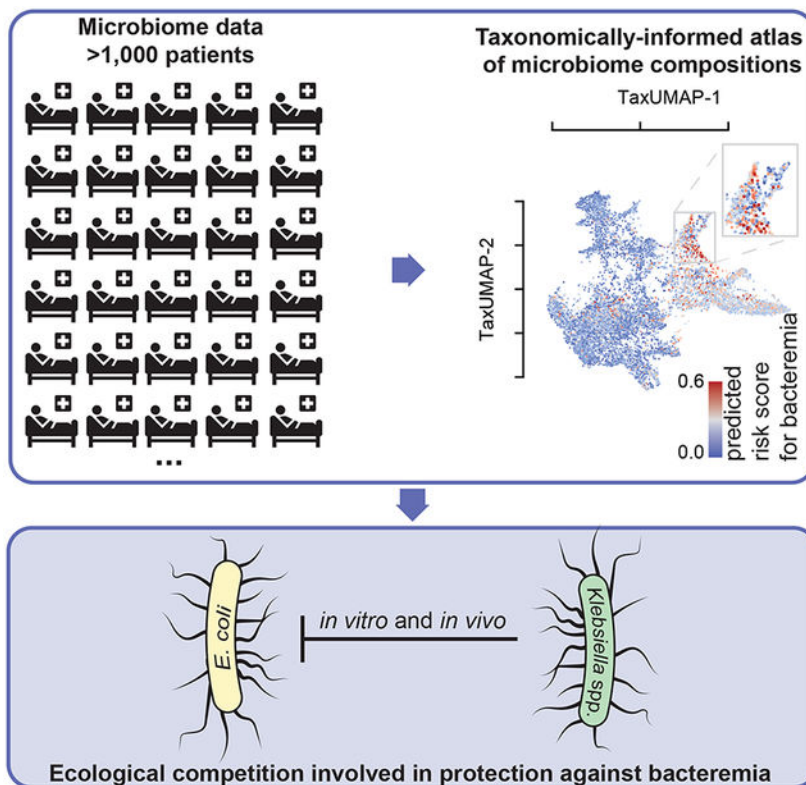 Microbiome data
>1,000 patients
...
Taxonomically-informed atlas
of microbiome compositions
TaxUMAP-1
TaxUMAP-2
0.6
0.0
predicted
risk score
for bacteremia
E. coli
in vitro and in vivo
Klebsiella spp.
Ecological competition involved in protection against bacteremia